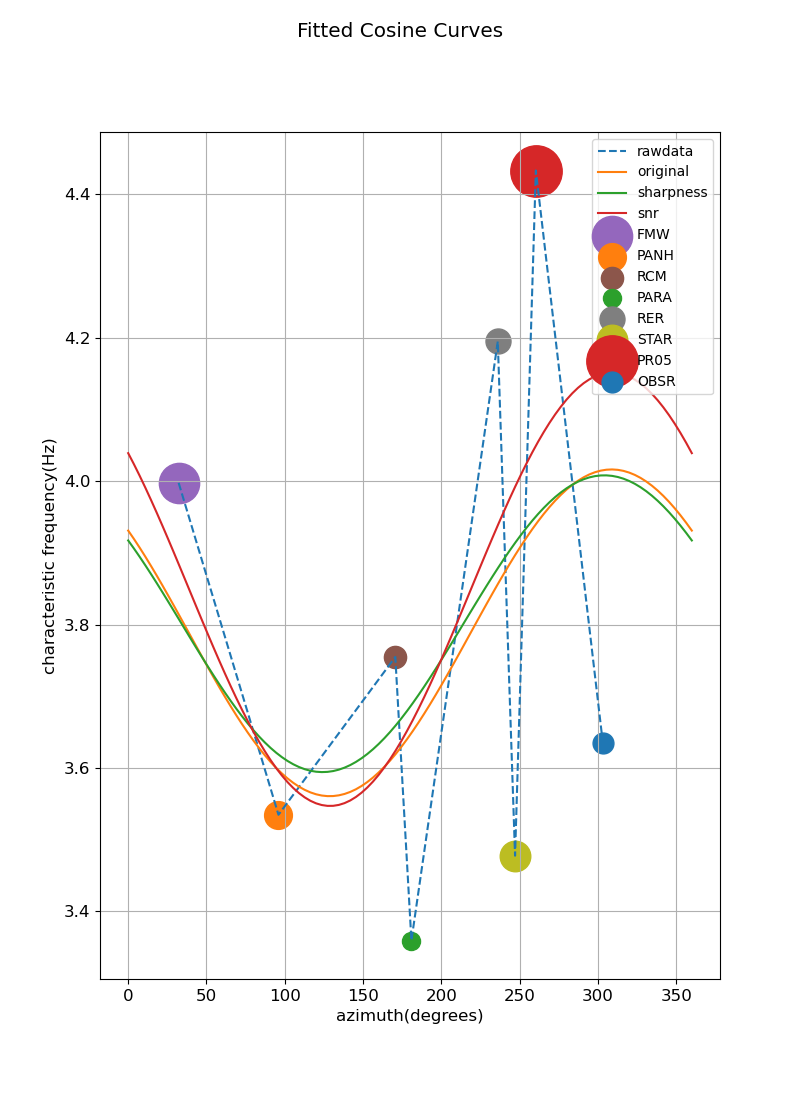 Fitted Cosine Curves
rawdata
original
sharpness
snr
FMW
PANH
RCM
PARA
RER
STAR
PR05
OBSR
4.4
4.2
4.0
3.8
3.6
3.4
characteristic frequency(Hz)
0 50 100 150 200 250 300 350
azimuth(degrees)